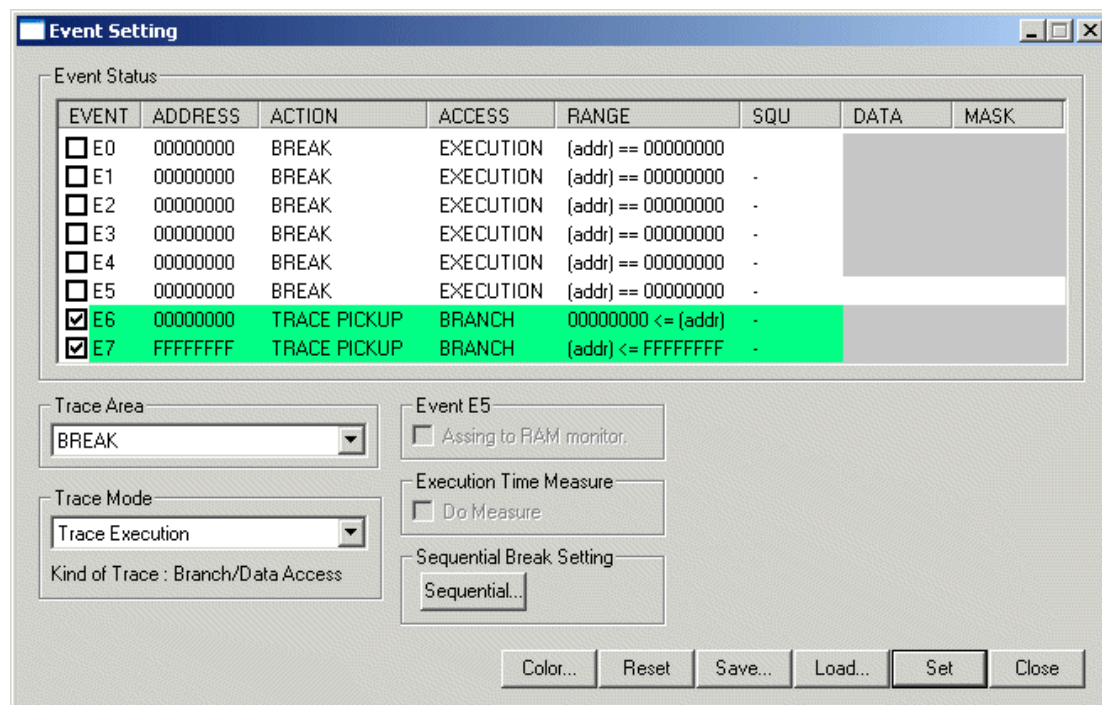 Event Setting
Event Status
EVENT ADDRESS ACTION ACCESS RANGE SQU DATA MASK
E0 00000000 BREAK EXECUTION (addr) == 00000000
E1 00000000 BREAK EXECUTION (addr) == 00000000 -
E2 00000000 BREAK EXECUTION (addr) == 00000000 -
E3 00000000 BREAK EXECUTION (addr) == 00000000 -
E4 00000000 BREAK EXECUTION (addr) == 00000000 -
E5 00000000 BREAK EXECUTION (addr) == 00000000 -
E6 00000000 TRACE PICKUP BRANCH 00000000 <= (addr) -
E7 FFFFFFFF TRACE PICKUP BRANCH (addr) <= FFFFFFFF -
Trace Area
BREAK
Event E5
Assing to RAM monitor.
Trace Mode
Trace Execution
Kind of Trace : Branch/Data Access
Execution Time Measure
Do Measure
Sequential Break Setting
Sequential...
Color... Reset Save... Load... Set Close